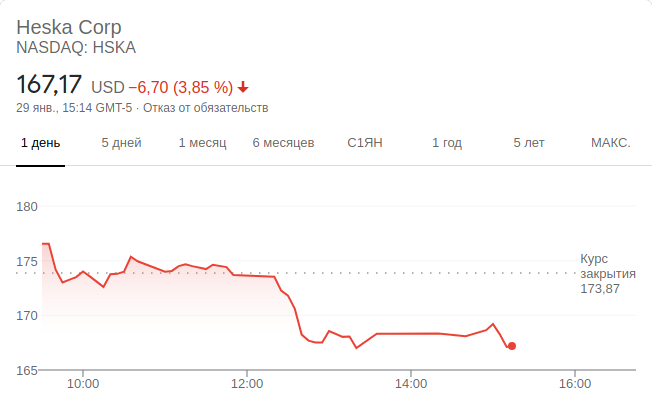 Heska Corp
NASDAQ: HSKA
167,17 USD −6,70 (3,85 %)
29 янв., 15:14 GMT-5 · Отказ от обязательств
1 день 5 дней 1 месяц 6 месяцев С1ЯН 1 год 5 лет МАКС.
180
175
170
165
Курс
закрытия
173,87
10:00 12:00 14:00 16:00